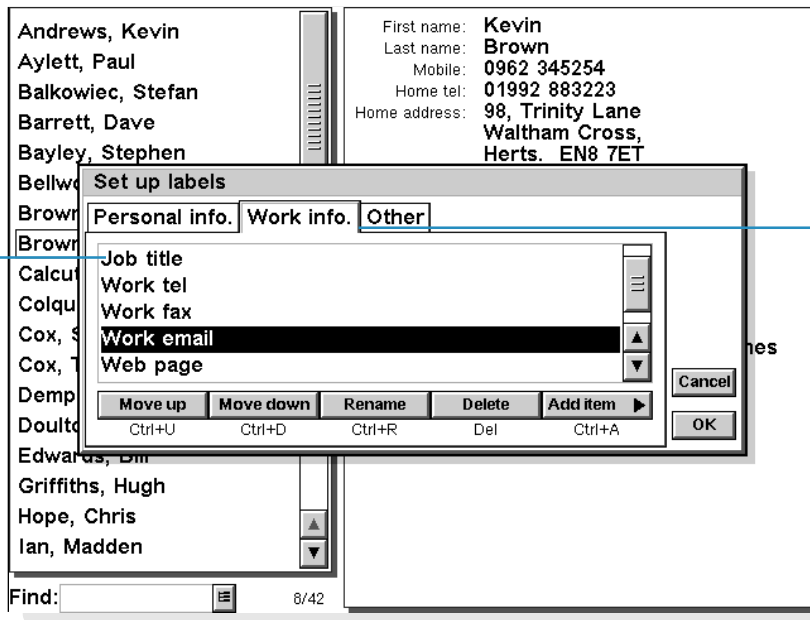 Andrews, Kevin
Aylett, Paul
Balkowiec, Stefan
Barrett, Dave
Bayley, Stephen
Brown
Cox,
Cox,
Griffiths, Hugh
Hope, Chris
Ian, Madden
Find:
8/42
First name: Kevin
Last name: Brown
Mobile: 0962 345254
Home tel: 01992 883223
Home address: 98, Trinity Lane
Waltham Cross,
Herts. EN8 7ET
Set up labels
Personal info. Work info. Other
Job title
Work tel
Work fax
Work email
Web page
Move up Move down Rename Delete Add item
Ctrl+U Ctrl+D Ctrl+R Del Ctrl+A
Cancel
OK